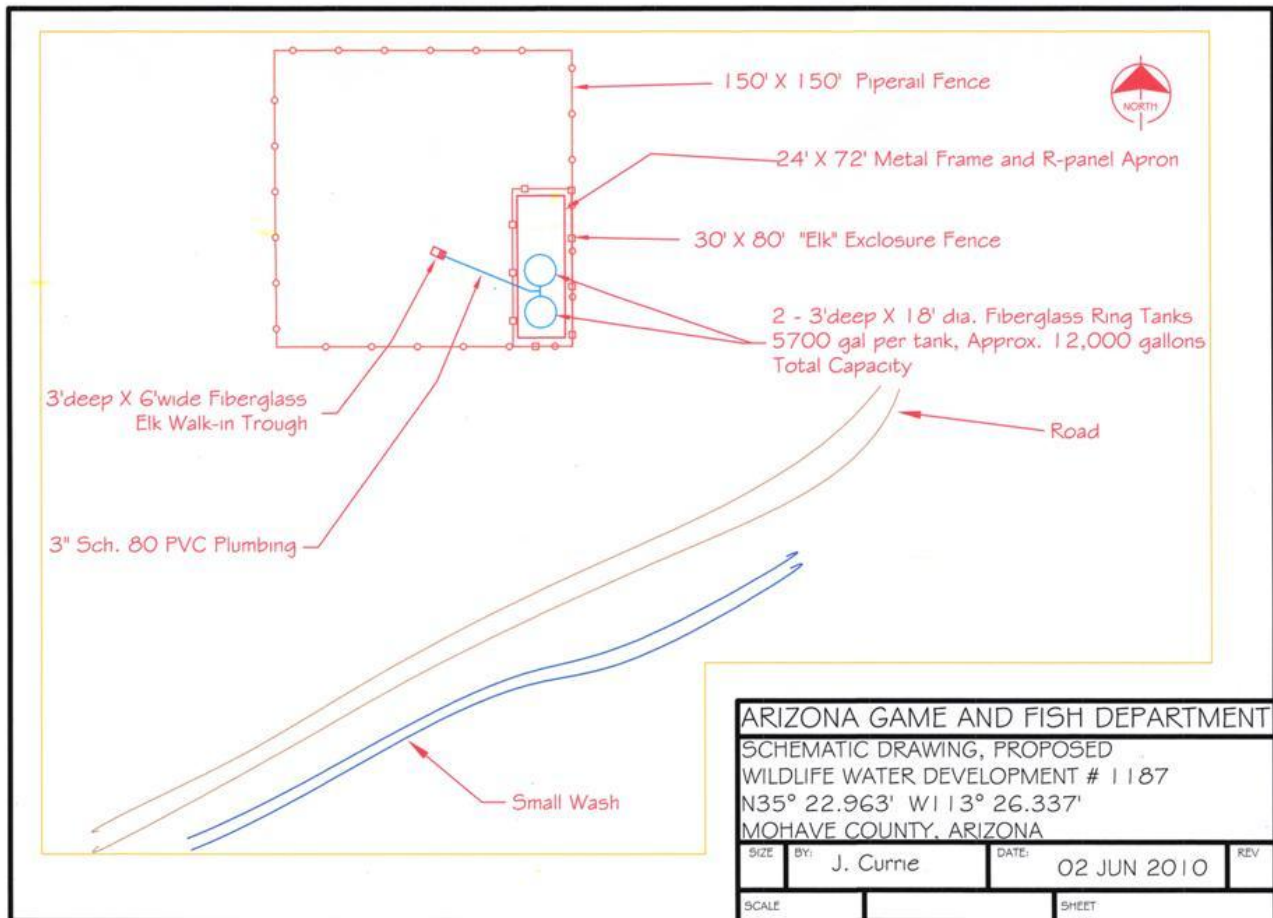 150' X 150' Piperail Fence
NORTH
24' X 72' Metal Frame and R-panel Apron
30' X 80' "Elk" Exclosure Fence
2 - 3'deep X 18' dia. Fiberglass Ring Tanks
5700 gal per tank, Approx. 12,000 gallons
Total Capacity
3'deep X 6'wide Fiberglass
Elk Walk-in Trough
Road
3" Sch. 80 PVC Plumbing
Small Wash
ARIZONA GAME AND FISH DEPARTMENT
SCHEMATIC DRAWING, PROPOSED
WILDLIFE WATER DEVELOPMENT # 1187
N35° 22.963' W113° 26.337'
MOHAVE COUNTY, ARIZONA
SIZE BY: J. Currie DATE: 02 JUN 2010 REV
SCALE SHEET